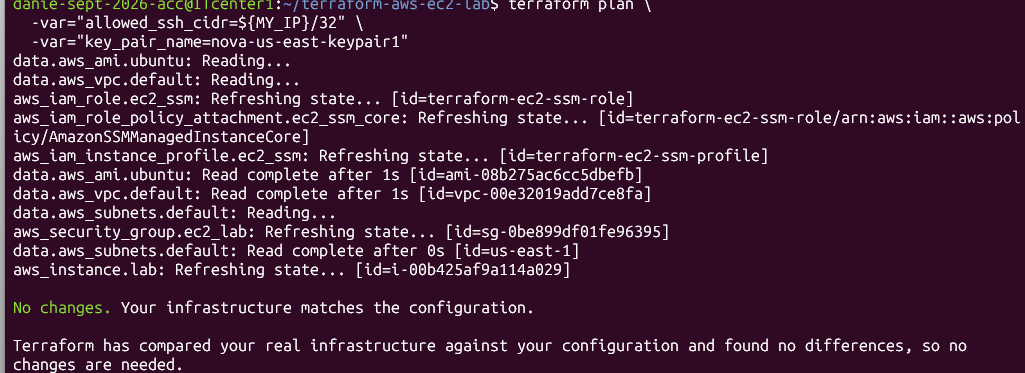 danie-sept-2026-acc@ITcenter1:~/terraform-aws-ec2-lab$ terraform plan \
  -var="allowed_ssh_cidr=${MY_IP}/32" \
  -var="key_pair_name=nova-us-east-keypair1"
data.aws_ami.ubuntu: Reading...
data.aws_vpc.default: Reading...
aws_iam_role.ec2_ssm: Refreshing state... [id=terraform-ec2-ssm-role]
aws_iam_role_policy_attachment.ec2_ssm_core: Refreshing state... [id=terraform-ec2-ssm-role/arn:aws:iam::aws:pol
icy/AmazonSSMManagedInstanceCore]
aws_iam_instance_profile.ec2_ssm: Refreshing state... [id=terraform-ec2-ssm-profile]
data.aws_ami.ubuntu: Read complete after 1s [id=ami-08b275ac6cc5dbefb]
data.aws_vpc.default: Read complete after 1s [id=vpc-00e32019add7ce8fa]
data.aws_subnets.default: Reading...
aws_security_group.ec2_lab: Refreshing state... [id=sg-0be899df01fe96395]
data.aws_subnets.default: Read complete after 0s [id=us-east-1]
aws_instance.lab: Refreshing state... [id=i-00b425af9a114a029]

No changes. Your infrastructure matches the configuration.

Terraform has compared your real infrastructure against your configuration and found no differences, so no
changes are needed.